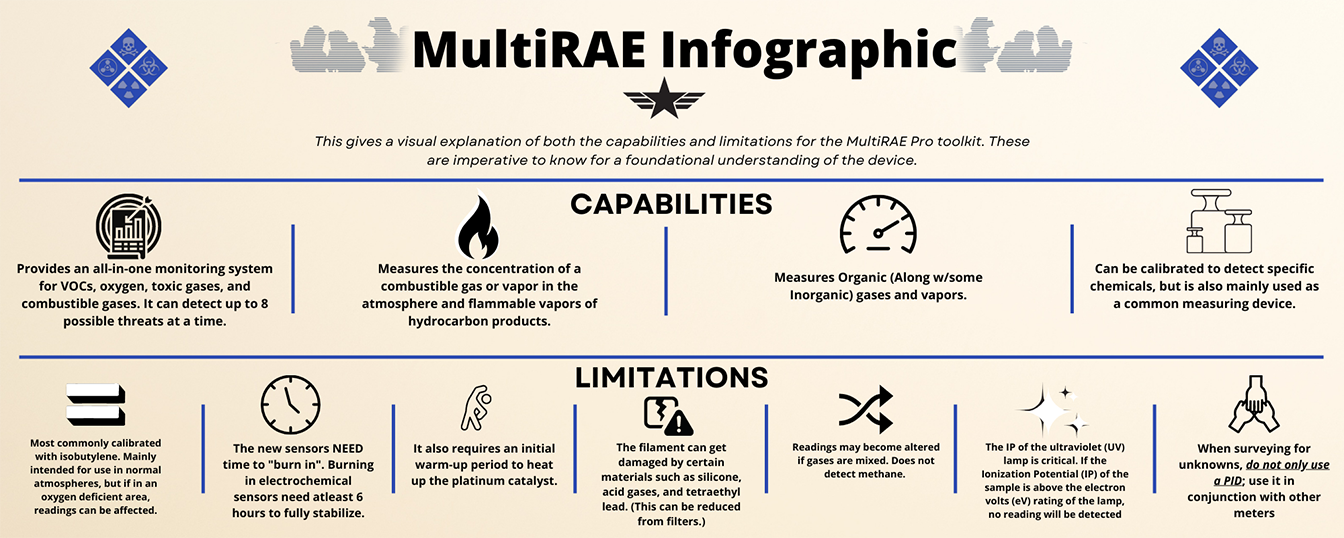 MultiRAE Infographic
This gives a visual explanation of both the capabilities and limitations for the MultiRAE Pro toolkit. These
are imperative to know for a foundational understanding of the device.
CAPABILITIES
Provides an all-in-one monitoring system
for VOCs, oxygen, toxic gases, and
combustible gases. It can detect up to 8
possible threats at a time.
Measures the concentration of a
combustible gas or vapor in the
atmosphere and flammable vapors of
hydrocarbon products.
Measures Organic (Along w/some
Inorganic) gases and vapors.
Can be calibrated to detect specific
chemicals, but is also mainly used as
a common measuring device.
LIMITATIONS
Most commonly calibrated
with isobutylene. Mainly
intended for use in normal
atmospheres, but if in an
oxygen deficient area,
readings can be affected.
The new sensors NEED
time to "burn in". Burning
in electrochemical
sensors need atleast 6
hours to fully stabilize.
It also requires an initial
warm-up period to heat
up the platinum catalyst.
The filament can get
damaged by certain
materials such as silicone,
acid gases, and tetraethyl
lead. (This can be reduced
from filters.)
Readings may become altered
if gases are mixed. Does not
detect methane.
The IP of the ultraviolet (UV)
lamp is critical. If the
Ionization Potential (IP) of the
sample is above the electron
volts (eV) rating of the lamp,
no reading will be detected
When surveying for
unknowns, do not only use
a PID; use it in
conjunction with other
meters